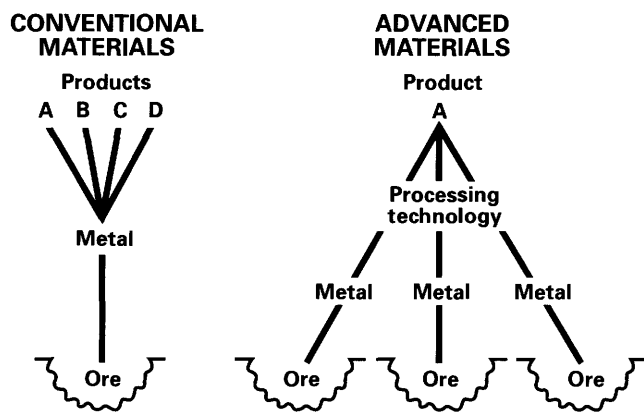 CONVENTIONAL
MATERIALS
Products
A B C D
Metal
Ore
ADVANCED
MATERIALS
Product
A
Processing
technology
Metal Metal Metal
Ore Ore Ore